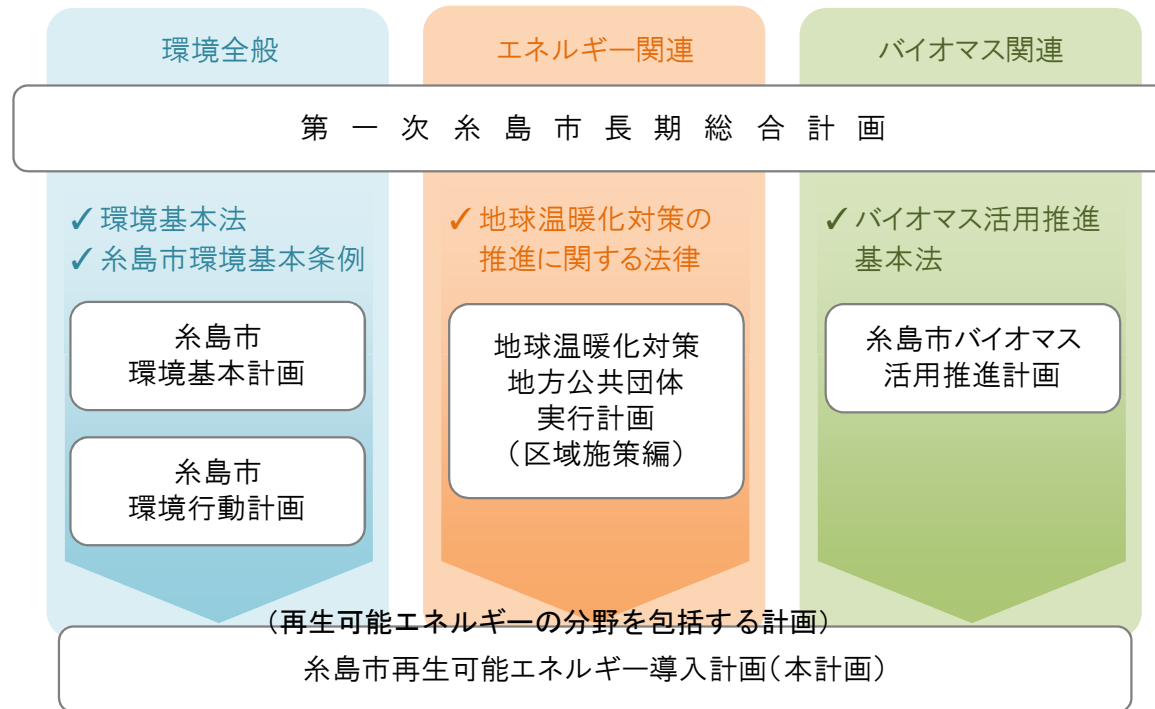 環境全般
エネルギー関連
バイオマス関連
第一次糸島市長期総合計画
✓環境基本法
✓糸島市環境基本条例
糸島市
環境基本計画
糸島市
環境行動計画
✓地球温暖化対策の
推進に関する法律
地球温暖化対策
地方公共団体
実行計画
（区域施策編）
✓バイオマス活用推進
基本法
糸島市バイオマス
活用推進計画
（再生可能エネルギーの分野を包括する計画）
糸島市再生可能エネルギー導入計画（本計画）